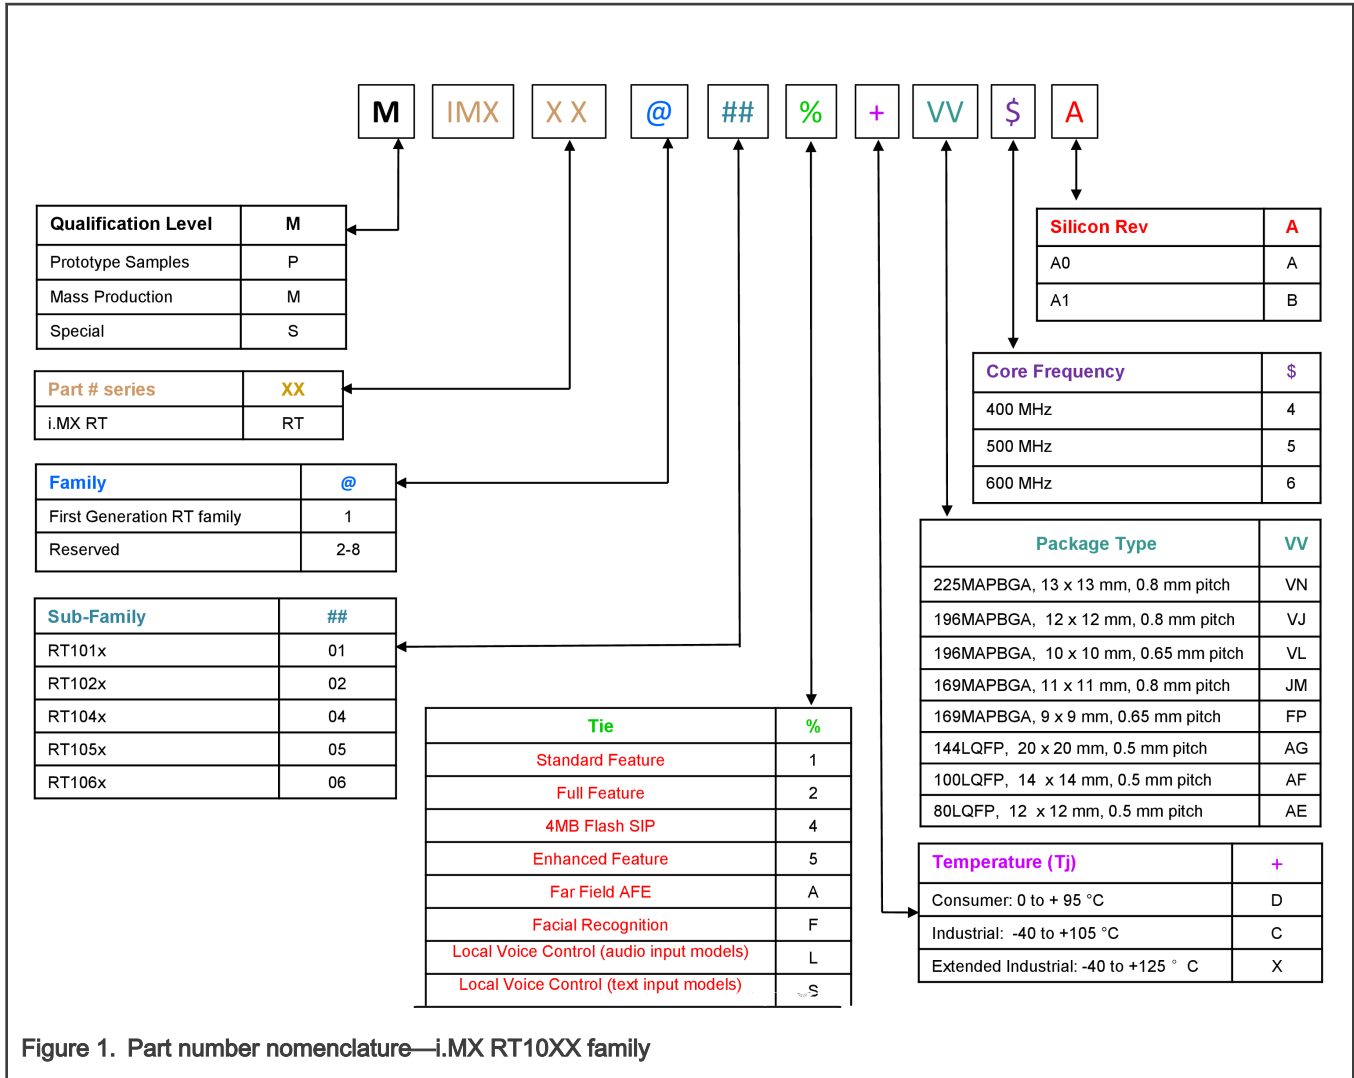 M IMX X X @ ## % + VV $ A
Qualification Level M
Prototype Samples P
Mass Production M
Special S
Part # series XX
i.MX RT RT
Family @
First Generation RT family 1
Reserved 2-8
Sub-Family ##
RT101x 01
RT102x 02
RT104x 04
RT105x 05
RT106x 06
Tie %
Standard Feature 1
Full Feature 2
4MB Flash SIP 4
Enhanced Feature 5
Far Field AFE A
Facial Recognition F
Local Voice Control (audio input models) L
Local Voice Control (text input models) S
Silicon Rev A
A0 A
A1 B
Core Frequency $
400 MHz 4
500 MHz 5
600 MHz 6
Package Type VV
225MAPBGA, 13 x 13 mm, 0.8 mm pitch VN
196MAPBGA, 12 x 12 mm, 0.8 mm pitch VJ
196MAPBGA, 10 x 10 mm, 0.65 mm pitch VL
169MAPBGA, 11 x 11 mm, 0.8 mm pitch JM
169MAPBGA, 9 x 9 mm, 0.65 mm pitch FP
144LQFP, 20 x 20 mm, 0.5 mm pitch AG
100LQFP, 14 x 14 mm, 0.5 mm pitch AF
80LQFP, 12 x 12 mm, 0.5 mm pitch AE
Temperature (Tj) +
Consumer: 0 to + 95 °C D
Industrial: -40 to +105 °C C
Extended Industrial: -40 to +125 ° C X
Figure 1. Part number nomenclature—i.MX RT10XX family